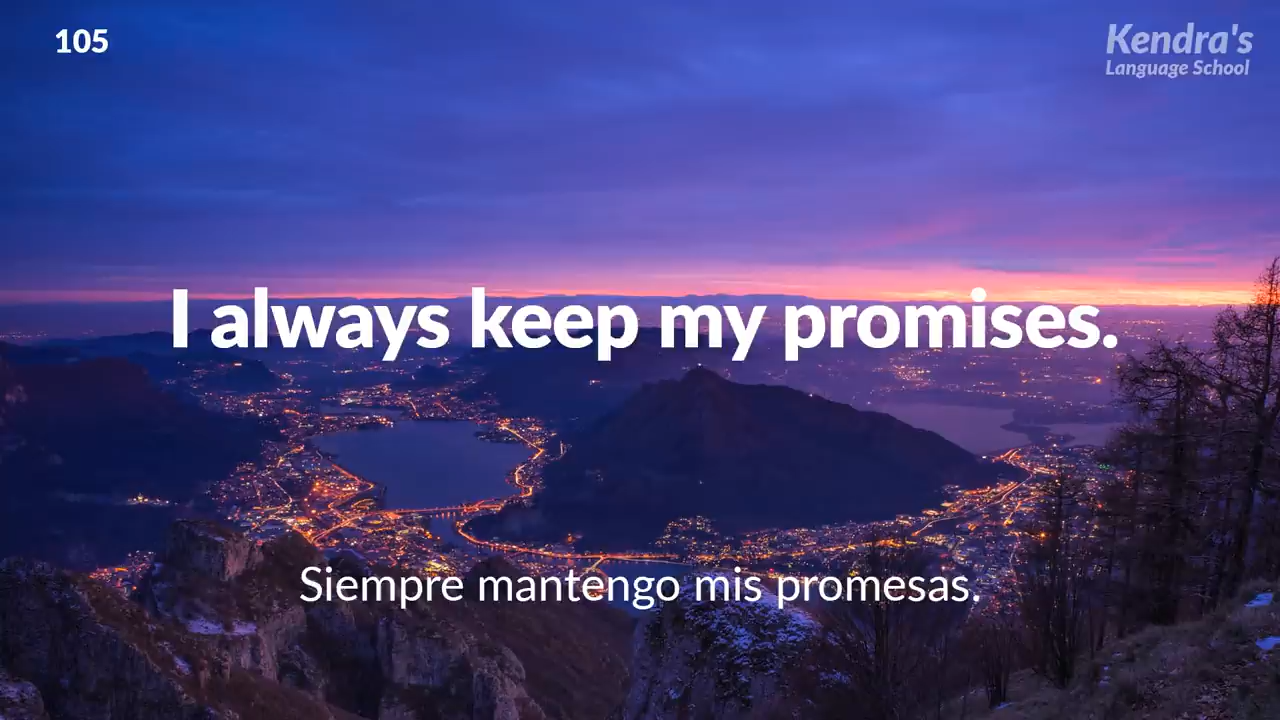 105
Kendra's
Language School
I always keep my promises.
Siempre mantengo mis promesas.